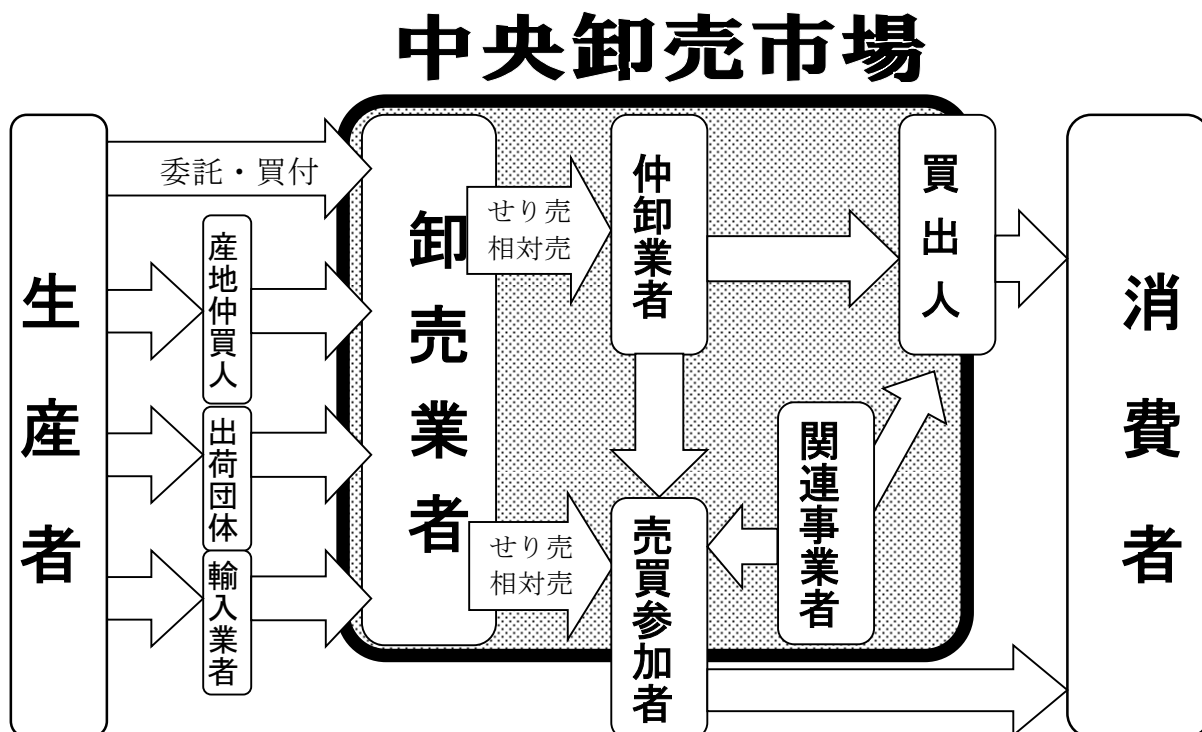 中央卸売市場
生産者
委託・買付
産地仲買人
出荷団体
輸入業者
卸売業者
せり売
相対売
せり売
相対売
仲卸業者
売買参加者
関連事業者
買出人
消費者